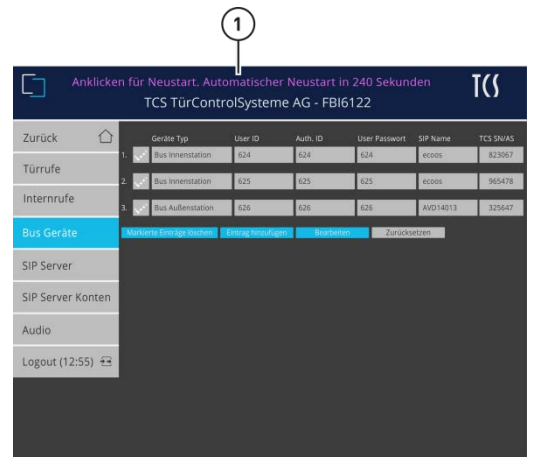 1
Anklicken für Neustart. Automatischer Neustart in 240 Sekunden
TCS TürControlSysteme AG - FBI6122
TCS
Zurück
Türrufe
Internrufe
Bus Geräte
SIP Server
SIP Server Konten
Audio
Logout (12:55)
Geräte Typ User ID Auth. ID User Passwort SIP Name TCS SN/AS
1. Bus Innenstation 624 624 624 ecoos 823067
2. Bus Innenstation 625 625 625 ecoos 965478
3. Bus Außenstation 626 626 626 AVD14013 325647
Markierte Einträge löschen Eintrag hinzufügen Bearbeiten Zurücksetzen